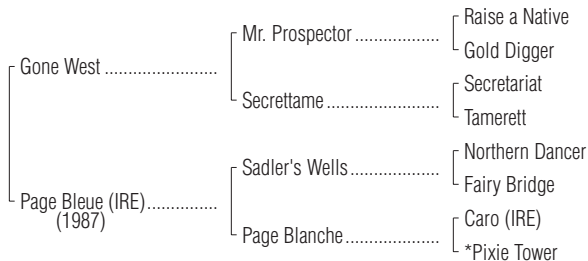 Raise a Native
Mr. Prospector ..................
Gold Digger
Gone West ........................
Secretariat
Secrettame ........................
Tamerett
Northern Dancer
Sadler's Wells...................
Fairy Bridge
Page Bleue (IRE)...............
(1987)
Caro (IRE)
Page Blanche....................
*Pixie Tower